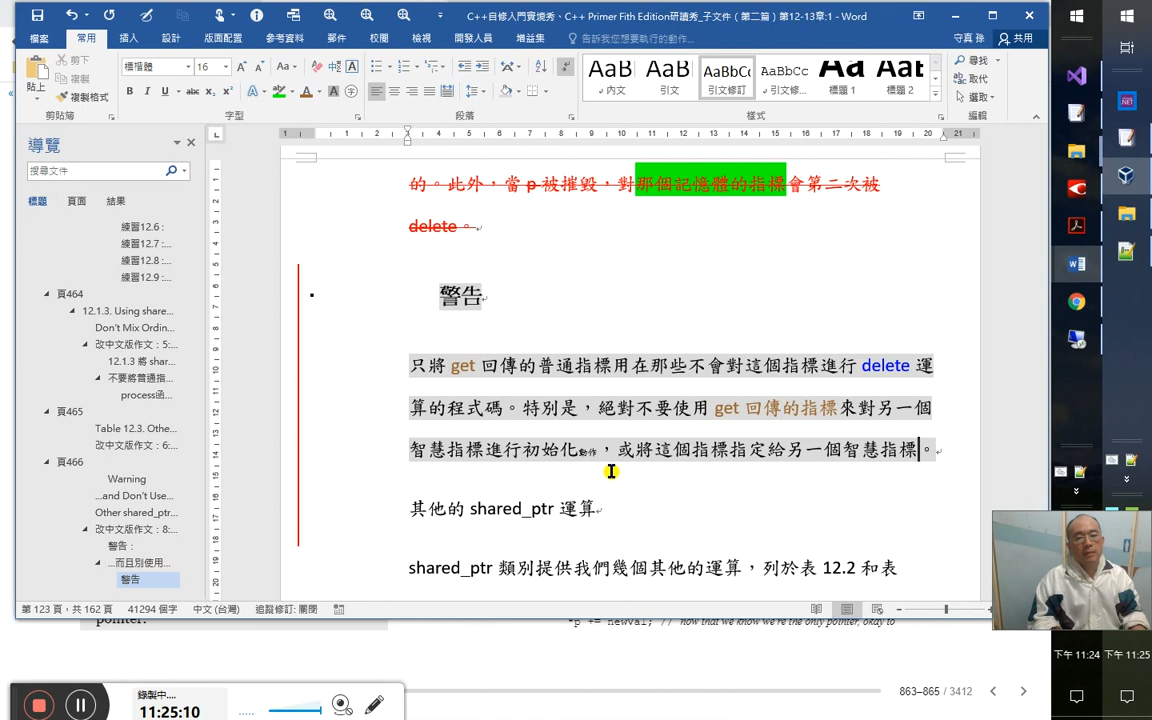 C++自修入門實境秀、C++ Primer Fith Edition研讀秀_子文件（第二篇）第12-13章:1 - Word
檔案 常用 插入 設計 版面配置 參考資料 郵件 校閱 檢視 開發人員 增益集 告訴我您想要執行的動作... 守真 孫 共用
貼上 剪下 複製 複製格式
標楷體 16
剪貼簿 字型 段落 樣式 編輯
AaB AaB AaBbCc AaBbCc Aa Aat
內文 引文 引文修訂 引文修... 標題 1 標題 2
尋找 取代 選取
導覽
搜尋文件
標題 頁面 結果
練習12.6 :
練習12.7 :...
練習12.8 :...
練習12.9 :...
頁464
12.1.3. Using share...
Don't Mix Ordin...
改中文版作文：5:...
12.1.3 將 shar...
不要將普通指...
process函...
頁465
Table 12.3. Othe...
改中文版作文：6:...
頁466
Warning
...and Don't Use...
Other shared_ptr...
改中文版作文：8:...
警告：
...而且別使用...
警告
的。此外，當 p 被摧毀，對那個記憶體的指標會第二次被
delete。
警告
只將 get 回傳的普通指標用在那些不會對這個指標進行 delete 運
算的程式碼。特別是，絕對不要使用 get 回傳的指標來對另一個
智慧指標進行初始化動作，或將這個指標指定給另一個智慧指標。
其他的 shared_ptr 運算
shared_ptr 類別提供我們幾個其他的運算，列於表 12.2 和表
第 123 頁，共 162 頁 41294 個字 中文 (台灣) 追蹤修訂: 關閉
pointer.
*p += newVal; // now that we know we're the only pointer, okay to
863–865 / 3412
錄製中....
11:25:10
下午 11:24 下午 11:25